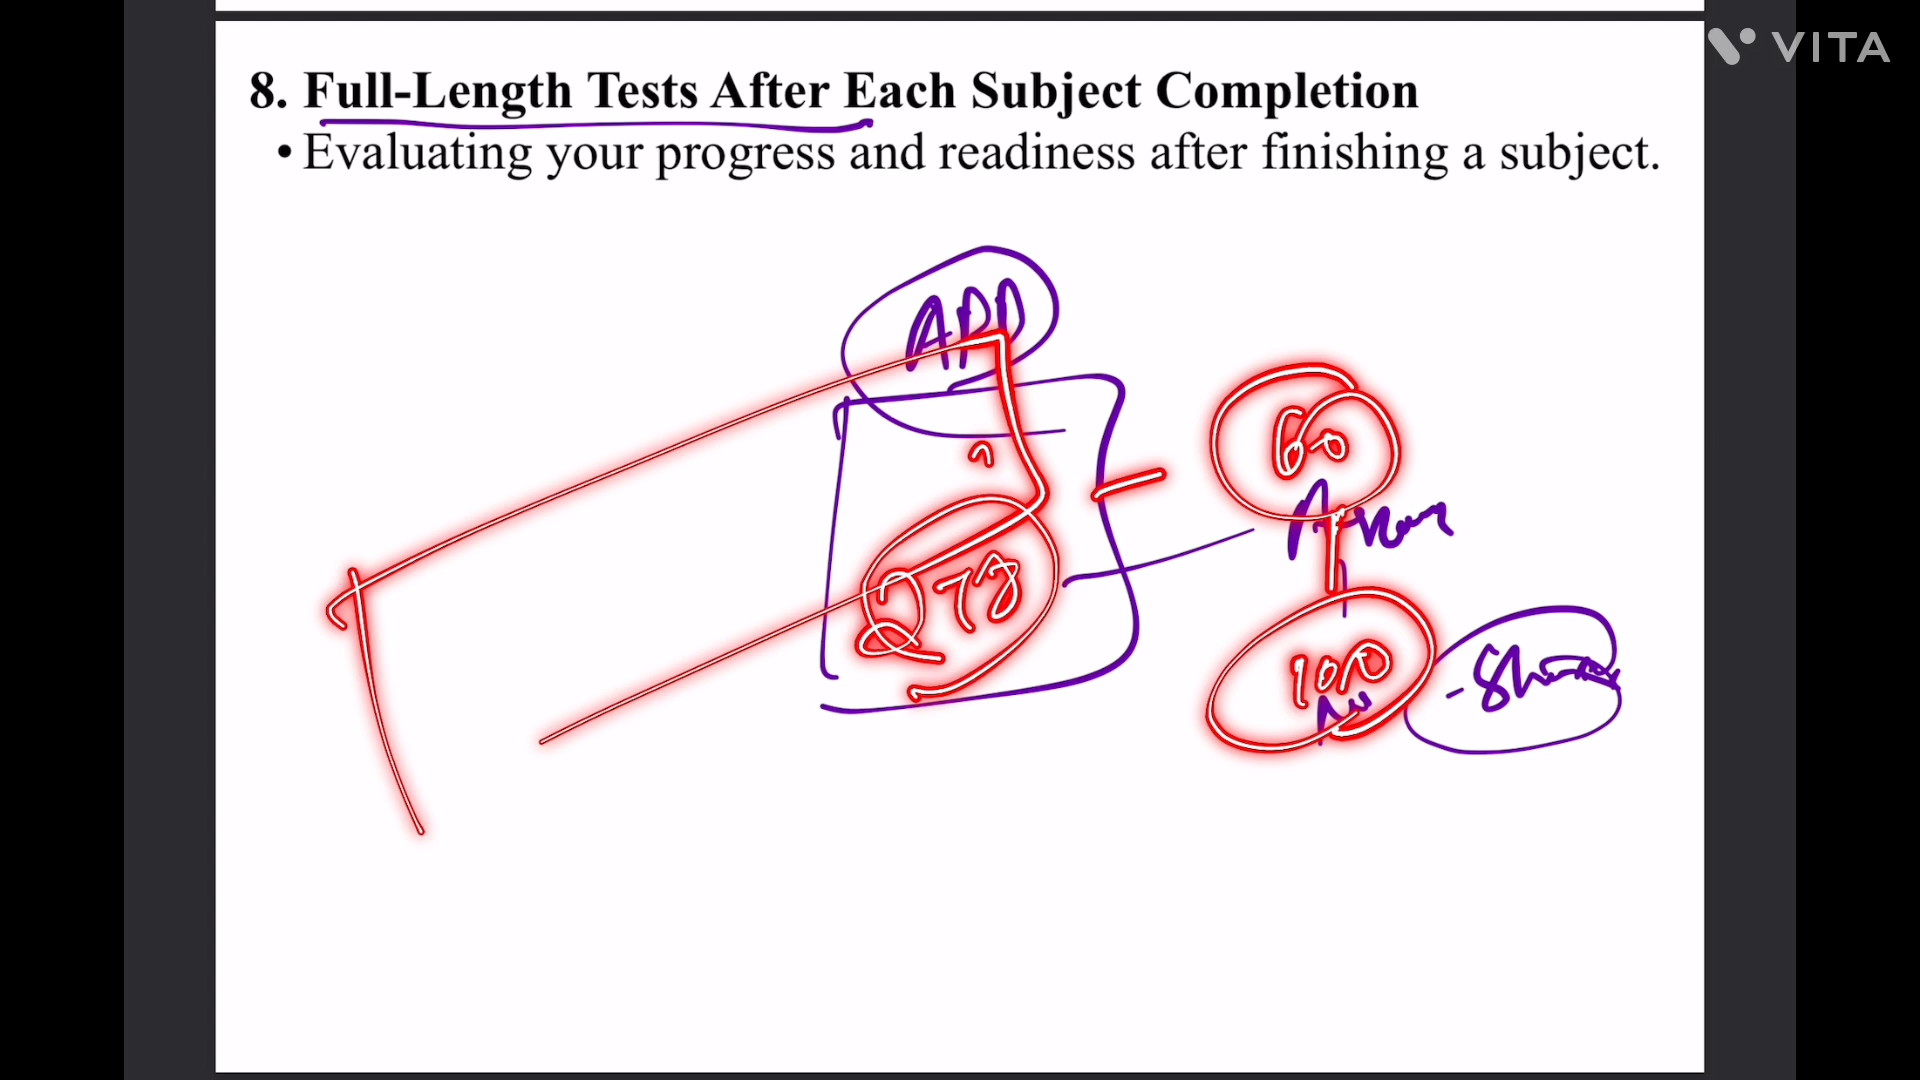 VITA
8. Full-Length Tests After Each Subject Completion
• Evaluating your progress and readiness after finishing a subject.
APP
60
278
100